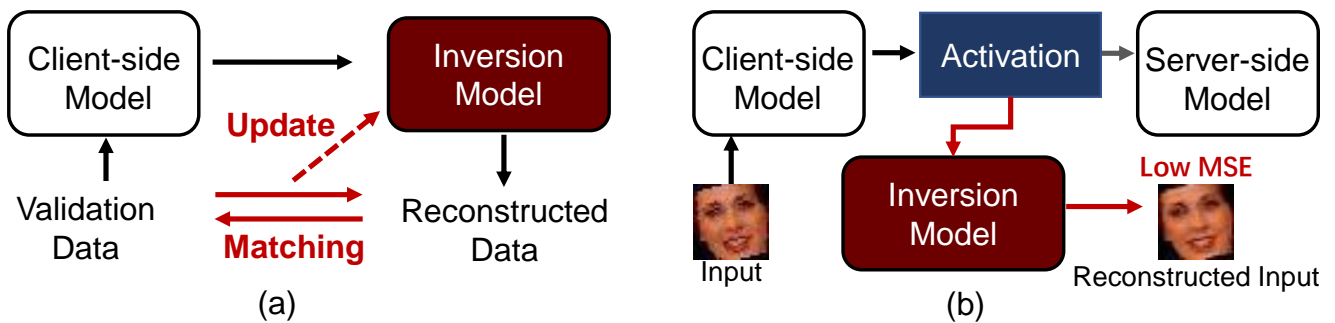 Client-side
Model
Inversion
Model
Update
Validation
Data
Matching
Reconstructed
Data
(a)
Client-side
Model
Activation
Server-side
Model
Inversion
Model
Low MSE
Input
Reconstructed Input
(b)